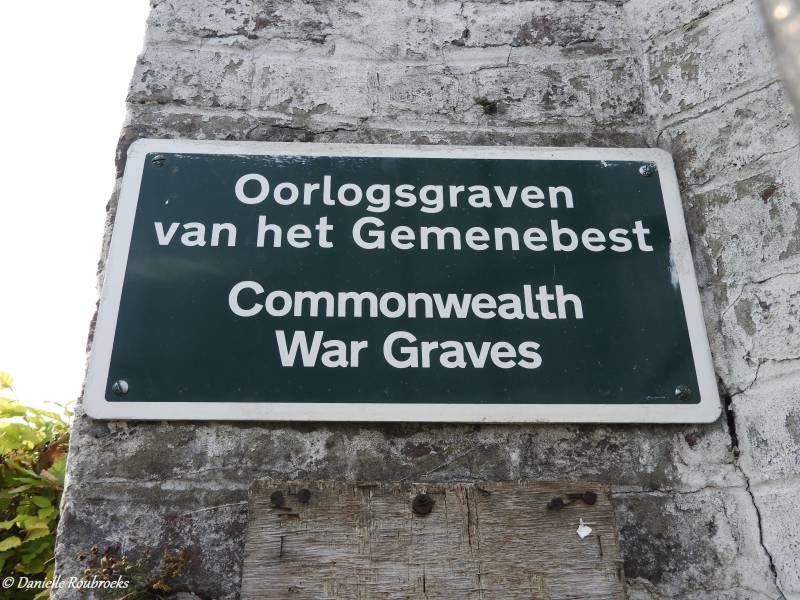 Oorlogsgraven
van het Gemenebest
Commonwealth
War Graves
© Danielle Roubroeks